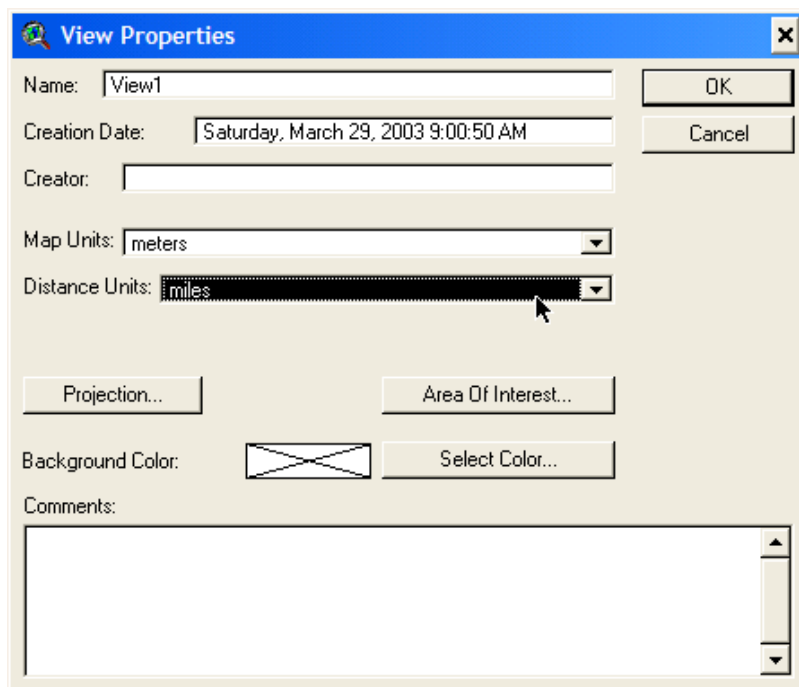 View Properties
Name: View1
OK
Creation Date: Saturday, March 29, 2003 9:00:50 AM
Cancel
Creator:
Map Units: meters
Distance Units: miles
Projection...
Area Of Interest...
Background Color:
Select Color...
Comments: